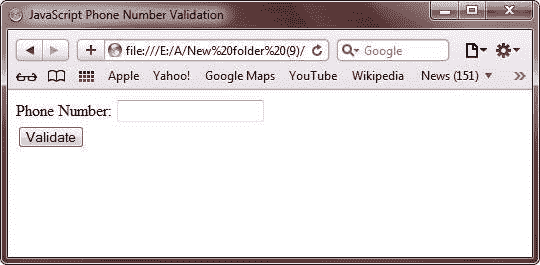 JavaScript Phone Number Validation
file:///E:/A/New%20folder%20(9)/
Google
Apple Yahoo! Google Maps YouTube Wikipedia News (151)
Phone Number:
Validate